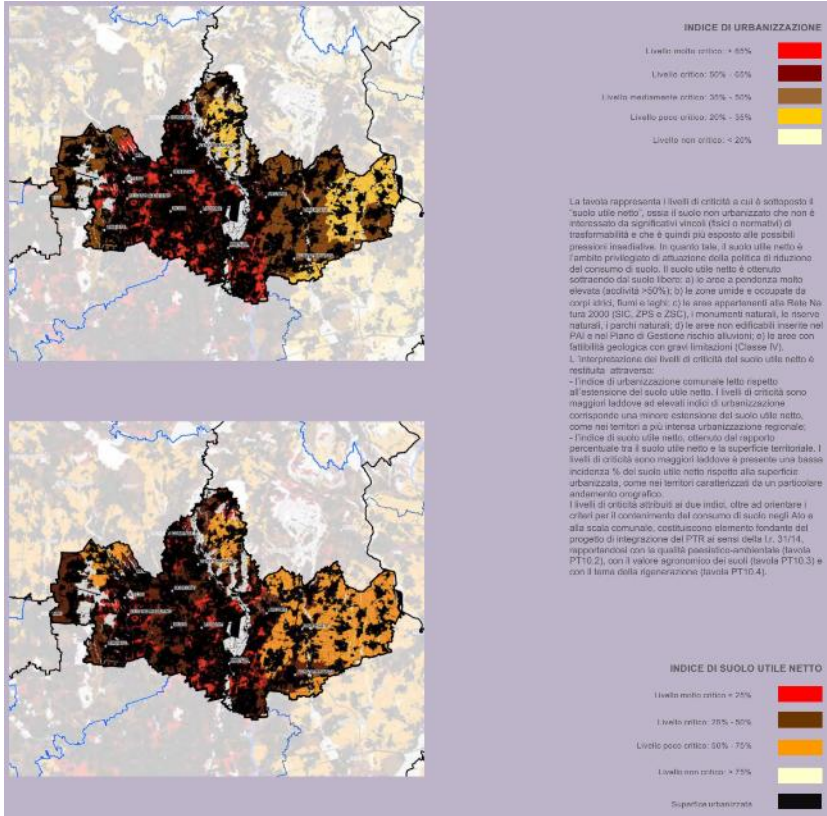 INDICE DI URBANIZZAZIONE
Livello molto critico: > 65%
Livello critico: 50% - 65%
Livello mediamente critico: 35% - 50%
Livello poco critico: 20% - 35%
Livello non critico: < 20%
La tavola rappresenta i livelli di criticità a cui è sottoposto il
"suolo utile netto", ossia il suolo non urbanizzato che non è
interessato da significativi vincoli (fisici o normativi) di
trasformabilità e che è quindi più esposto alle possibili
pressioni insediative. In quanto tale, il suolo utile netto è
l'ambito privilegiato di attuazione della politica di riduzione
del consumo di suolo. Il suolo utile netto è ottenuto
sottraendo dal suolo libero: a) le aree a pendenza molto
elevata (acclività >50%); b) le zone umide e occupate da
corpi idrici, fiumi e laghi; c) le aree appartenenti alla Rete Na
tura 2000 (SIC, ZPS e ZSC), i monumenti naturali, le riserve
naturali, i parchi naturali; d) le aree non edificabili inserite nel
PAI e nel Piano di Gestione rischio alluvioni; e) le aree con
fattibilità geologica con gravi limitazioni (Classe IV).
L 'interpretazione dei livelli di criticità del suolo utile netto è
restituita attraverso:
- l'indice di urbanizzazione comunale letto rispetto
all'estensione del suolo utile netto. I livelli di criticità sono
maggiori laddove ad elevati indici di urbanizzazione
corrisponde una minore estensione del suolo utile netto,
come nei territori a più intensa urbanizzazione regionale;
- l'indice di suolo utile netto, ottenuto dal rapporto
percentuale tra il suolo utile netto e la superficie territoriale. I
livelli di criticità sono maggiori laddove è presente una bassa
incidenza % del suolo utile netto rispetto alla superficie
urbanizzata, come nei territori caratterizzati da un particolare
andamento orografico.
I livelli di criticità attribuiti ai due indici, oltre ad orientare i
criteri per il contenimento del consumo di suolo negli Ato e
alla scala comunale, costituiscono elemento fondante del
progetto di integrazione del PTR ai sensi della l.r. 31/14,
rapportandosi con la qualità paesistico-ambientale (tavola
PT10.2), con il valore agronomico dei suoli (tavola PT10.3) e
con il tema della rigenerazione (tavola PT10.4).
INDICE DI SUOLO UTILE NETTO
Livello molto critico < 25%
Livello critico: 25% - 50%
Livello poco critico: 50% - 75%
Livello non critico: > 75%
Superficie urbanizzata